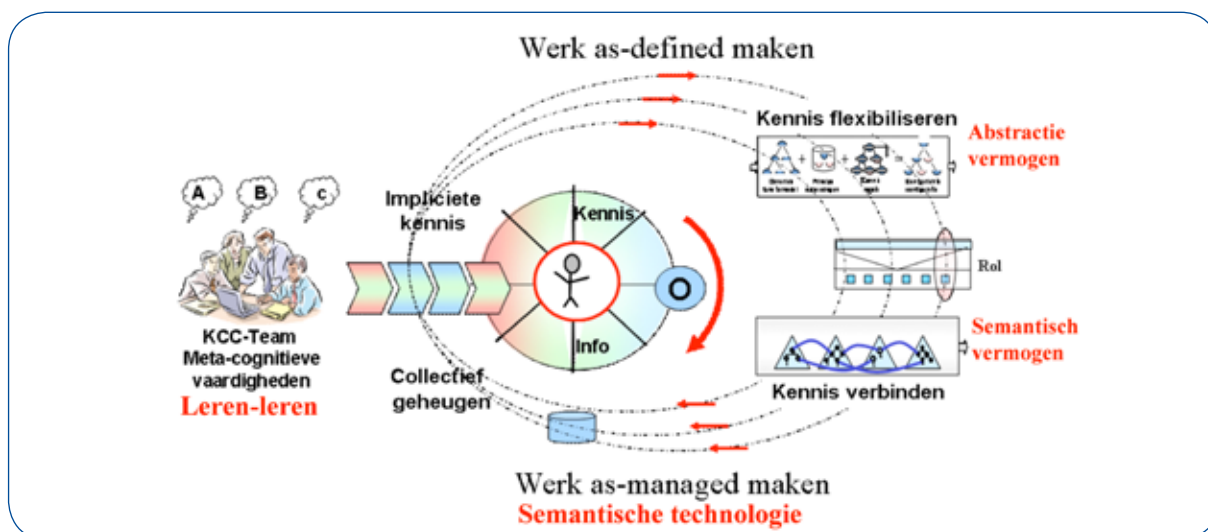 Werk as-defined maken
Kennis flexibiliseren
Abstractie
vermogen
A
B
c
Impliciete
kennis
Kennis
Rol
O
KCC-Team
Meta-cognitieve
vaardigheden
Leren-leren
Info
Semantisch
vermogen
Collectief
geheugen
Kennis verbinden
Werk as-managed maken
Semantische technologie